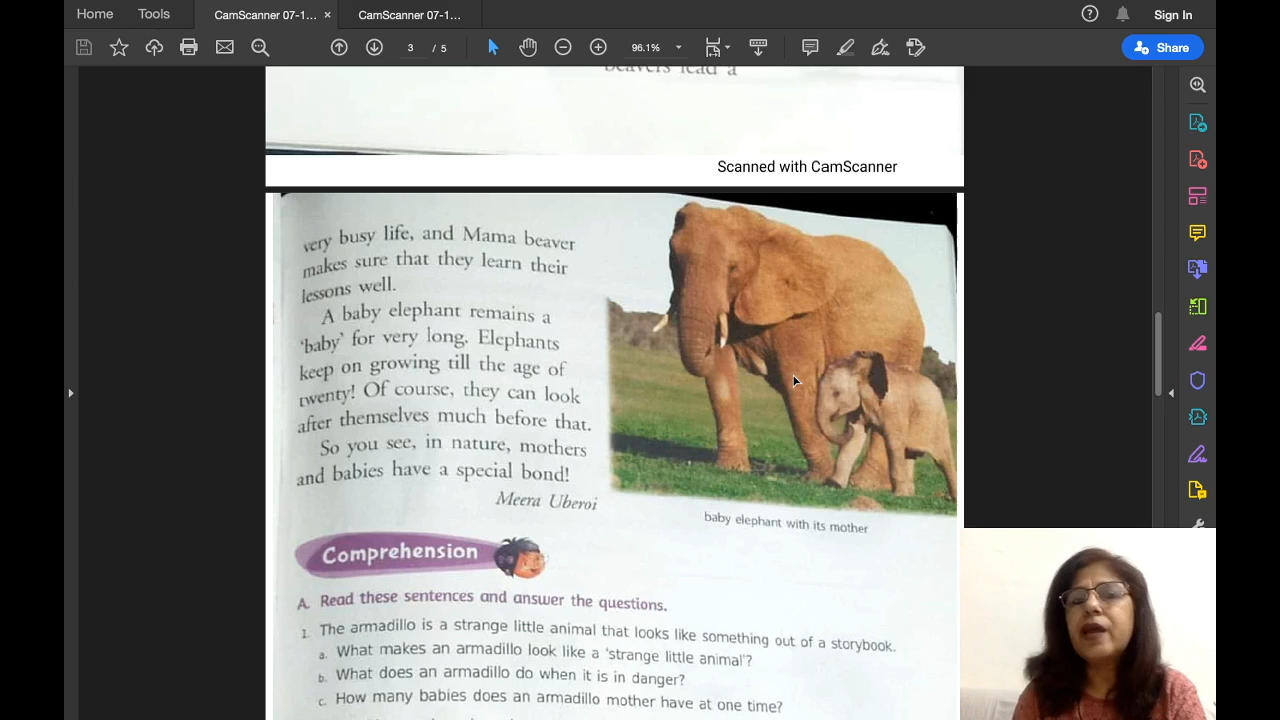 Home Tools CamScanner 07-1... × CamScanner 07-1... ? Sign In
3 / 5 96.1% Share
beavers lead a
Scanned with CamScanner
very busy life, and Mama beaver
makes sure that they learn their
lessons well.
A baby elephant remains a
'baby' for very long. Elephants
keep on growing till the age of
twenty! Of course, they can look
after themselves much before that.
So you see, in nature, mothers
and babies have a special bond!
Meera Uberoi
baby elephant with its mother
Comprehension
A. Read these sentences and answer the questions.
1. The armadillo is a strange little animal that looks like something out of a storybook.
a. What makes an armadillo look like a 'strange little animal'?
b. What does an armadillo do when it is in danger?
c. How many babies does an armadillo mother have at one time?